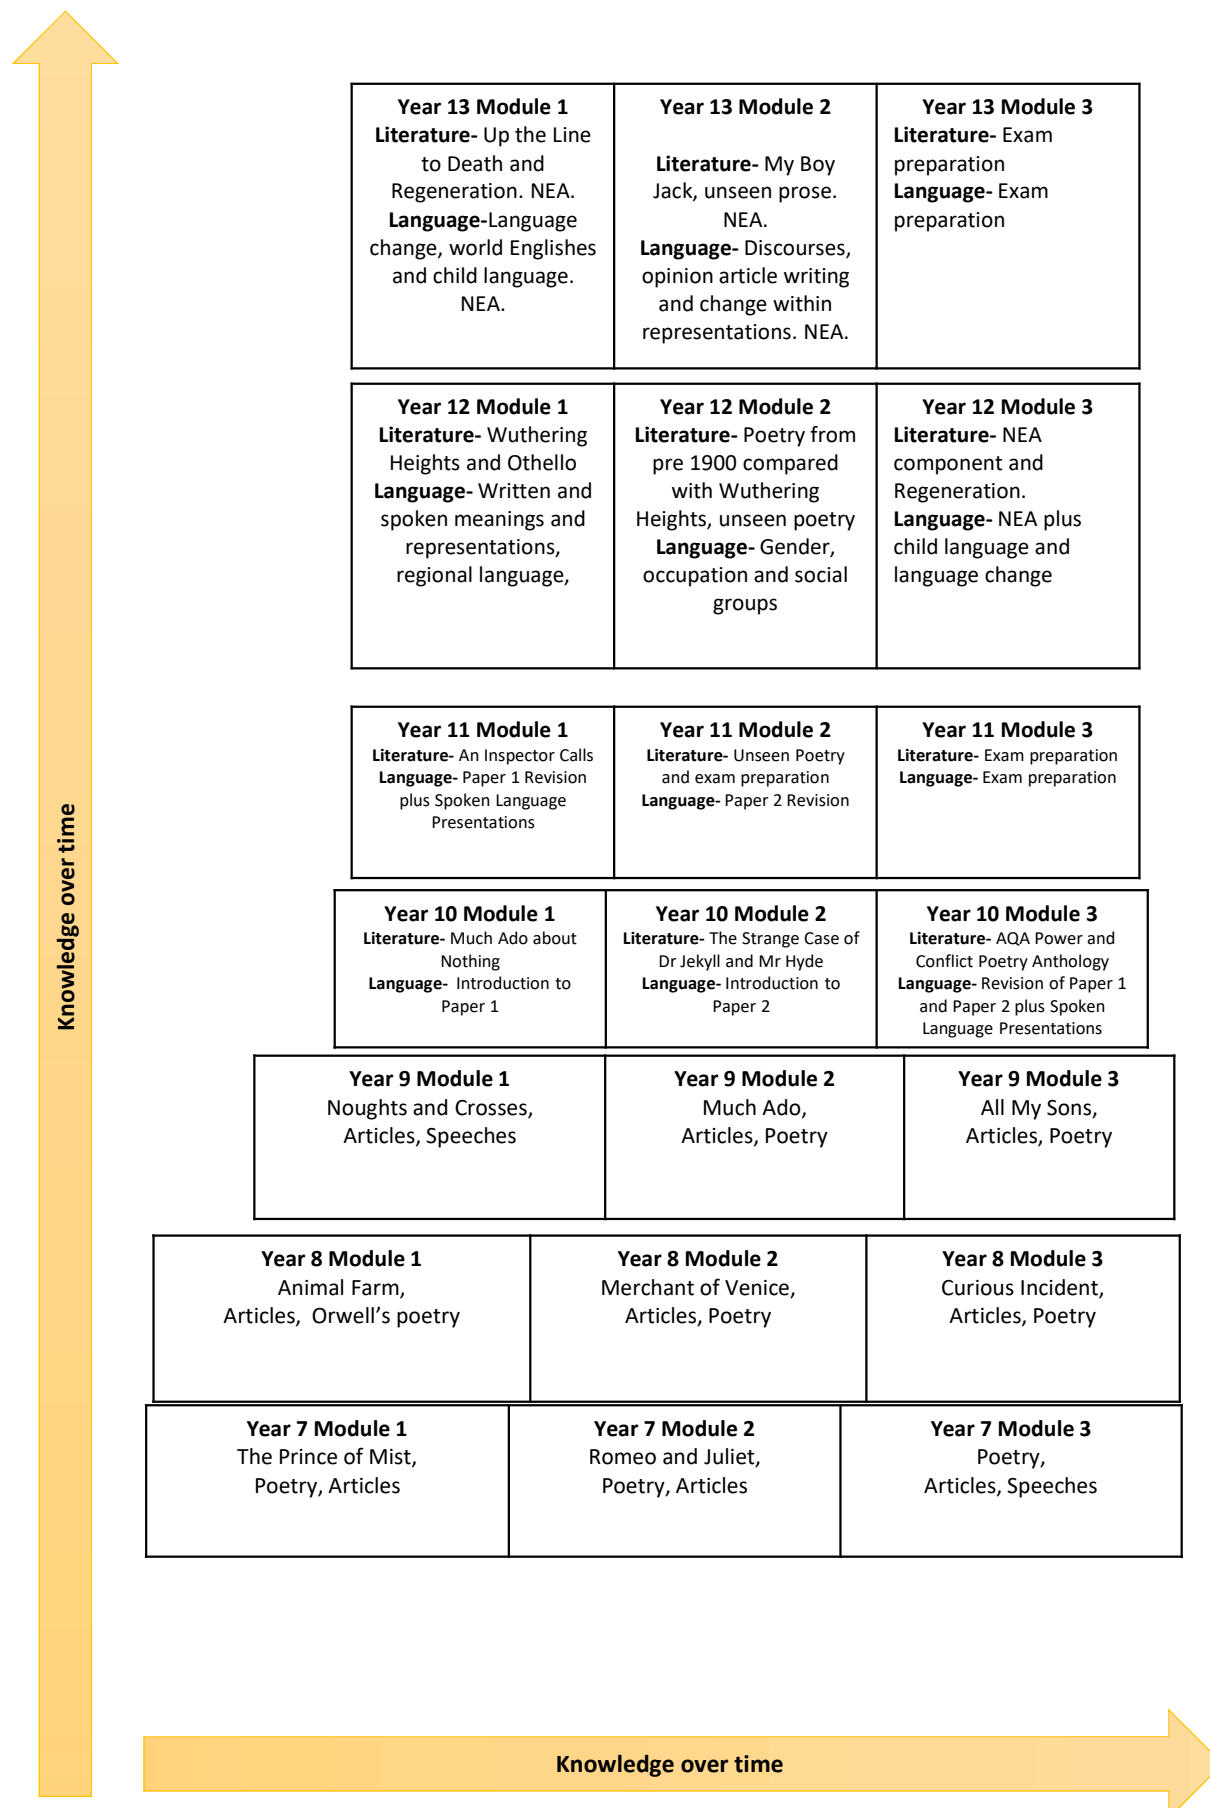 Knowledge over time
Year 13 Module 1
Literature- Up the Line
to Death and
Regeneration. NEA.
Language-Language
change, world Englishes
and child language.
NEA.
Year 13 Module 2
Literature- My Boy
Jack, unseen prose.
NEA.
Language- Discourses,
opinion article writing
and change within
representations. NEA.
Year 13 Module 3
Literature- Exam
preparation
Language- Exam
preparation
Year 12 Module 1
Literature- Wuthering
Heights and Othello
Language- Written and
spoken meanings and
representations,
regional language,
Year 12 Module 2
Literature- Poetry from
pre 1900 compared
with Wuthering
Heights, unseen poetry
Language- Gender,
occupation and social
groups
Year 12 Module 3
Literature- NEA
component and
Regeneration.
Language- NEA plus
child language and
language change
Year 11 Module 1
Literature- An Inspector Calls
Language- Paper 1 Revision
plus Spoken Language
Presentations
Year 11 Module 2
Literature- Unseen Poetry
and exam preparation
Language- Paper 2 Revision
Year 11 Module 3
Literature- Exam preparation
Language- Exam preparation
Year 10 Module 1
Literature- Much Ado about
Nothing
Language- Introduction to
Paper 1
Year 10 Module 2
Literature- The Strange Case of
Dr Jekyll and Mr Hyde
Language- Introduction to
Paper 2
Year 10 Module 3
Literature- AQA Power and
Conflict Poetry Anthology
Language- Revision of Paper 1
and Paper 2 plus Spoken
Language Presentations
Year 9 Module 1
Noughts and Crosses,
Articles, Speeches
Year 9 Module 2
Much Ado,
Articles, Poetry
Year 9 Module 3
All My Sons,
Articles, Poetry
Year 8 Module 1
Animal Farm,
Articles, Orwell’s poetry
Year 8 Module 2
Merchant of Venice,
Articles, Poetry
Year 8 Module 3
Curious Incident,
Articles, Poetry
Year 7 Module 1
The Prince of Mist,
Poetry, Articles
Year 7 Module 2
Romeo and Juliet,
Poetry, Articles
Year 7 Module 3
Poetry,
Articles, Speeches
Knowledge over time